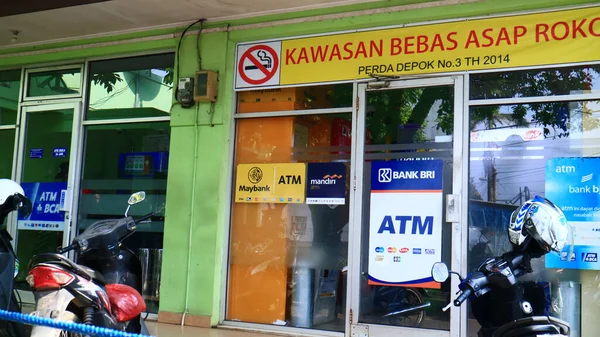 KAWASAN BEBAS ASAP ROKO
PERDA DEPOK No.3 TH 2014
ATM
BCA
Maybank
ATM
mandiri
BANK BRI
ATM
atm
bank